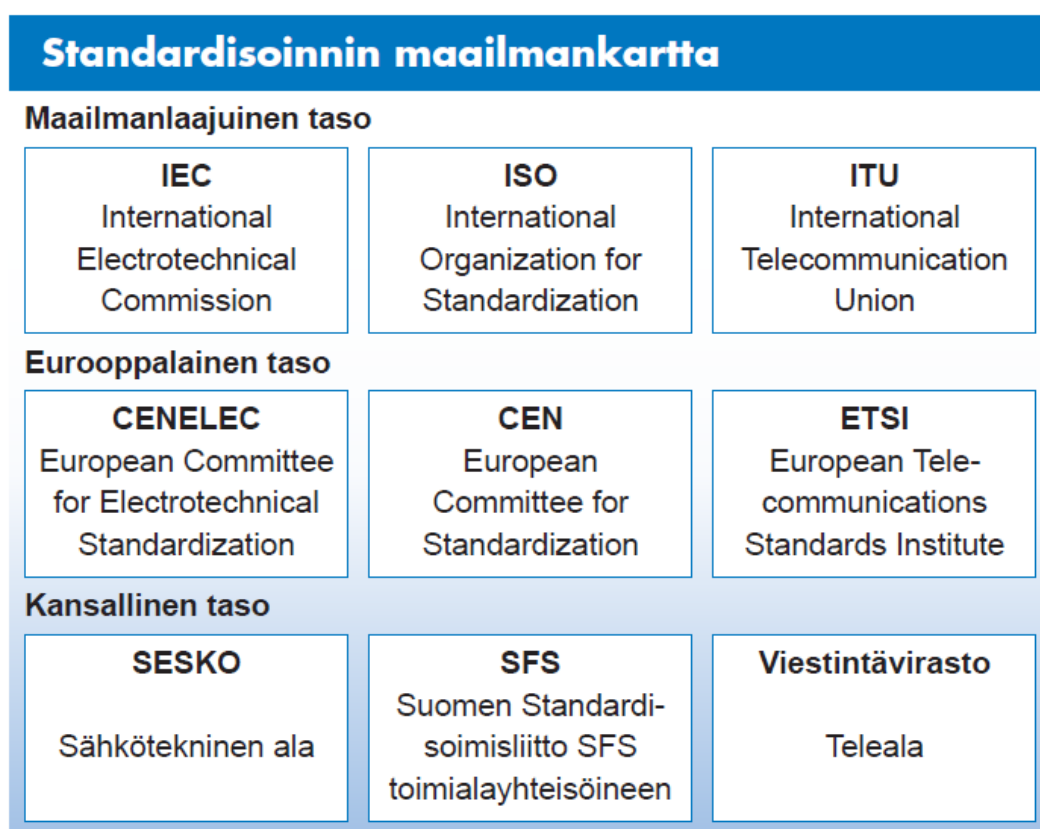 Standardisoinnin maailmankartta
Maailmanlaajuinen taso
IEC
International
Electrotechnical
Commission
ISO
International
Organization for
Standardization
ITU
International
Telecommunication
Union
Eurooppalainen taso
CENELEC
European Committee
for Electrotechnical
Standardization
CEN
European
Committee for
Standardization
ETSI
European Tele-
communications
Standards Institute
Kansallinen taso
SESKO
Sähkötekninen ala
SFS
Suomen Standardi-
soimisliitto SFS
toimialayhteisöineen
Viestintävirasto
Teleala